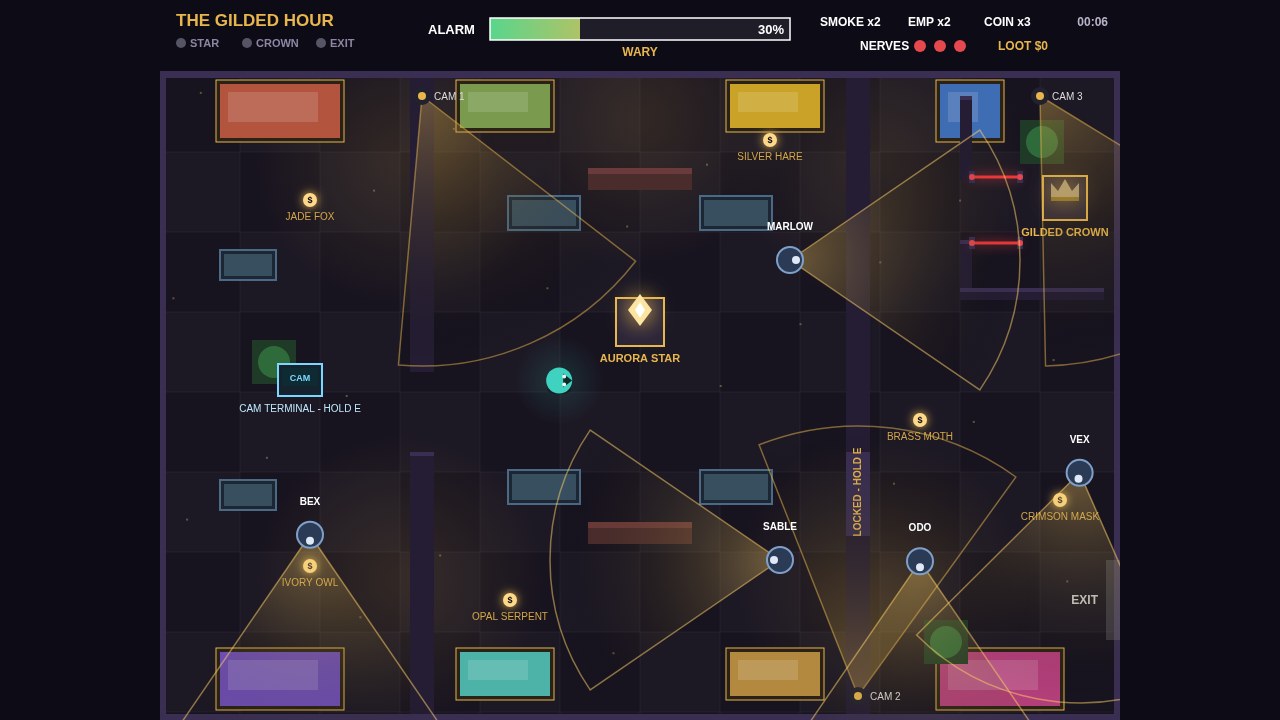 THE GILDED HOUR
STAR
CROWN
EXIT
ALARM
30%
WARY
SMOKE x2
EMP x2
COIN x3
00:06
NERVES
LOOT $0
CAM 1
CAM 3
$
SILVER HARE
$
JADE FOX
MARLOW
GILDED CROWN
AURORA STAR
CAM
CAM TERMINAL - HOLD E
$
BRASS MOTH
VEX
LOCKED - HOLD E
BEX
$
CRIMSON MASK
SABLE
ODO
$
IVORY OWL
$
OPAL SERPENT
EXIT
CAM 2